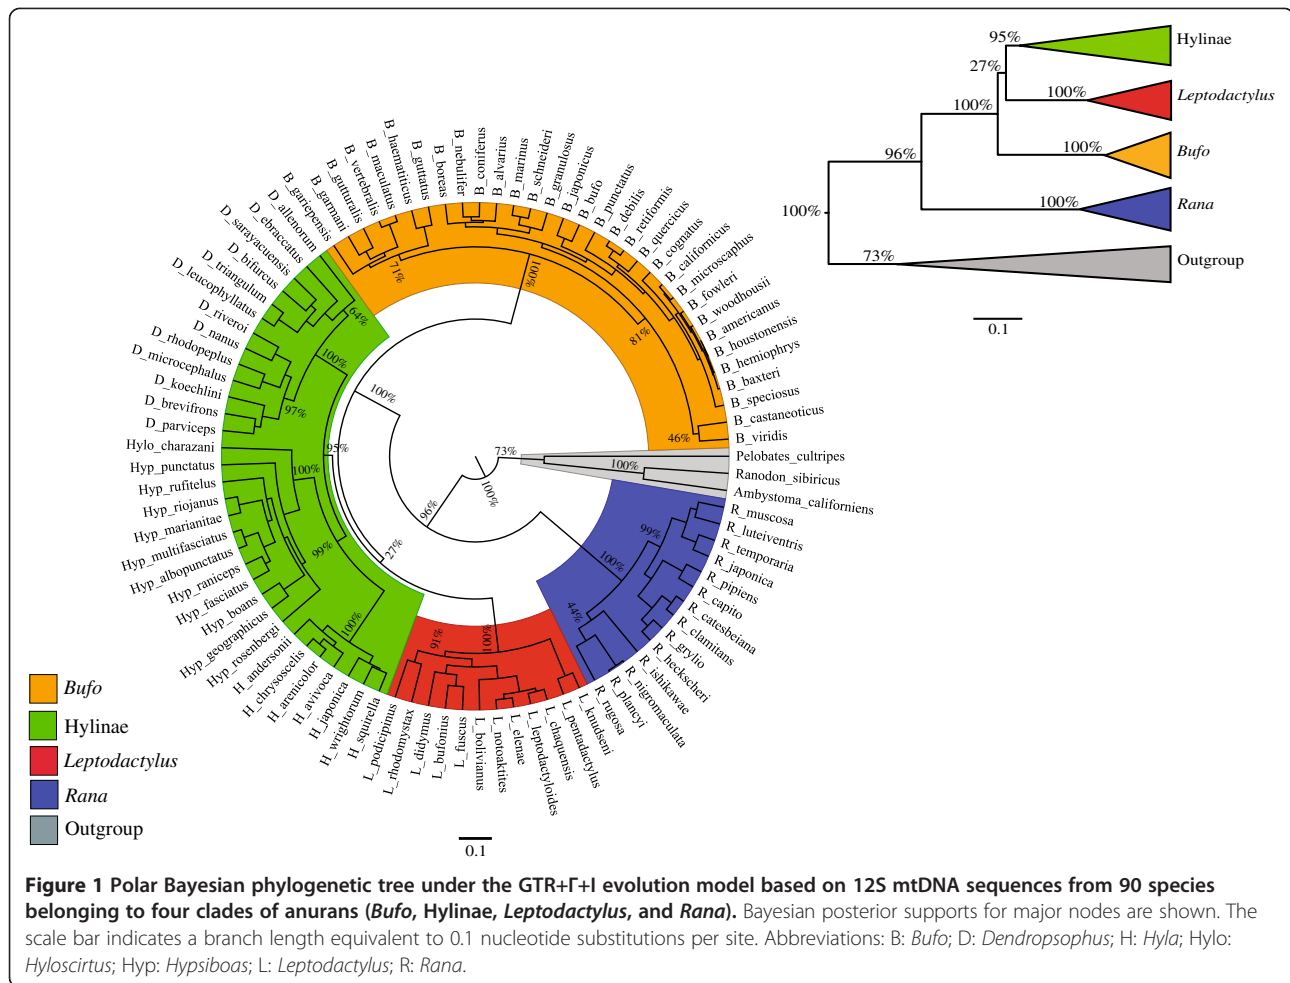 95%
Hylinae
27%
100%
Leptodactylus
100%
100%
Bufo
96%
100%
Rana
100%
73%
Outgroup
0.1
D_parviceps
D_brevifrons
D_koechlini
D_microcephalus
D_rhodopeplus
D_nanus
D_riveroi
D_leucophyllatus
D_triangulum
D_bifurcus
D_sarayacuensis
D_ebraccatus
D_allenorum
B_gariepensis
B_garmani
B_gutturalis
B_vertebralis
B_maculatus
B_haematiticus
B_guttatus
B_boreas
B_nebulifer
B_coniferus
B_alvarius
B_marinus
B_schneideri
B_granulosus
B_japonicus
B_bufo
B_punctatus
B_debilis
B_retiformis
B_quercicus
B_cognatus
B_californicus
B_microscaphus
B_fowleri
B_woodhousii
B_americanus
B_houstonensis
B_hemiophrys
B_baxteri
B_speciosus
B_castaneoticus
B_viridis
Pelobates_cultripes
Ranodon_sibiricus
Ambystoma_californiens
R_muscosa
R_luteiventris
R_temporaria
R_japonica
R_pipiens
R_capito
R_catesbeiana
R_clamitans
R_grylio
R_heckscheri
R_ishikawae
R_nigromaculata
R_plancyi
R_rugosa
L_knudseni
L_pentadactylus
L_chaquensis
L_leptodactyloides
L_elenae
L_notoaktites
L_bolivianus
L_fuscus
L_bufonius
L_didymus
L_rhodomystax
L_podicipinus
H_squirella
H_wrightorum
H_japonica
H_avivoca
H_arenicolor
H_chrysoscelis
H_andersonii
Hyp_rosenbergi
Hyp_geographicus
Hyp_boans
Hyp_fasciatus
Hyp_raniceps
Hyp_albopunctatus
Hyp_multifasciatus
Hyp_marianitae
Hyp_riojanus
Hyp_rufitelus
Hyp_punctatus
Hylo_charazani
71%
100%
81%
46%
64%
100%
97%
95%
100%
99%
100%
100%
96%
100%
27%
73%
100%
99%
100%
44%
91%
100%
Bufo
Hylinae
Leptodactylus
Rana
Outgroup
0.1
Figure 1 Polar Bayesian phylogenetic tree under the GTR+Γ+I evolution model based on 12S mtDNA sequences from 90 species
belonging to four clades of anurans (Bufo, Hylinae, Leptodactylus, and Rana). Bayesian posterior supports for major nodes are shown. The
scale bar indicates a branch length equivalent to 0.1 nucleotide substitutions per site. Abbreviations: B: Bufo; D: Dendropsophus; H: Hyla; Hylo:
Hyloscirtus; Hyp: Hypsiboas; L: Leptodactylus; R: Rana.